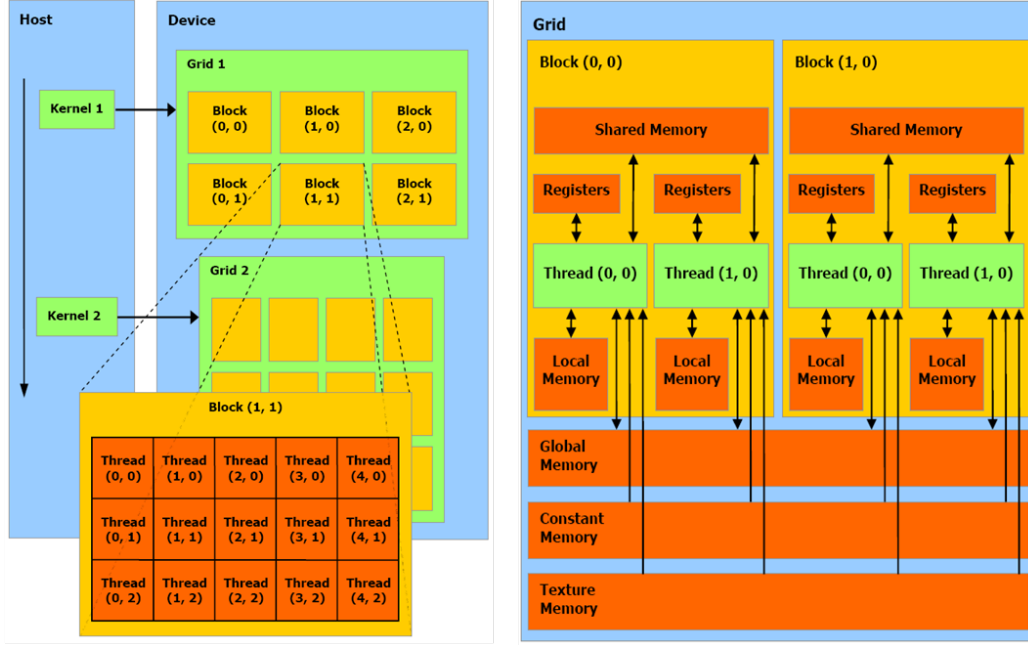 Host
Device
Grid 1
Kernel 1
Block
(0, 0)
Block
(1, 0)
Block
(2, 0)
Block
(0, 1)
Block
(1, 1)
Block
(2, 1)
Grid 2
Kernel 2
Block (1, 1)
Thread
(0, 0)
Thread
(1, 0)
Thread
(2, 0)
Thread
(3, 0)
Thread
(4, 0)
Thread
(0, 1)
Thread
(1, 1)
Thread
(2, 1)
Thread
(3, 1)
Thread
(4, 1)
Thread
(0, 2)
Thread
(1, 2)
Thread
(2, 2)
Thread
(3, 2)
Thread
(4, 2)
Grid
Block (0, 0)
Shared Memory
Registers
Registers
Thread (0, 0)
Thread (1, 0)
Local
Memory
Local
Memory
Block (1, 0)
Shared Memory
Registers
Registers
Thread (0, 0)
Thread (1, 0)
Local
Memory
Local
Memory
Global
Memory
Constant
Memory
Texture
Memory